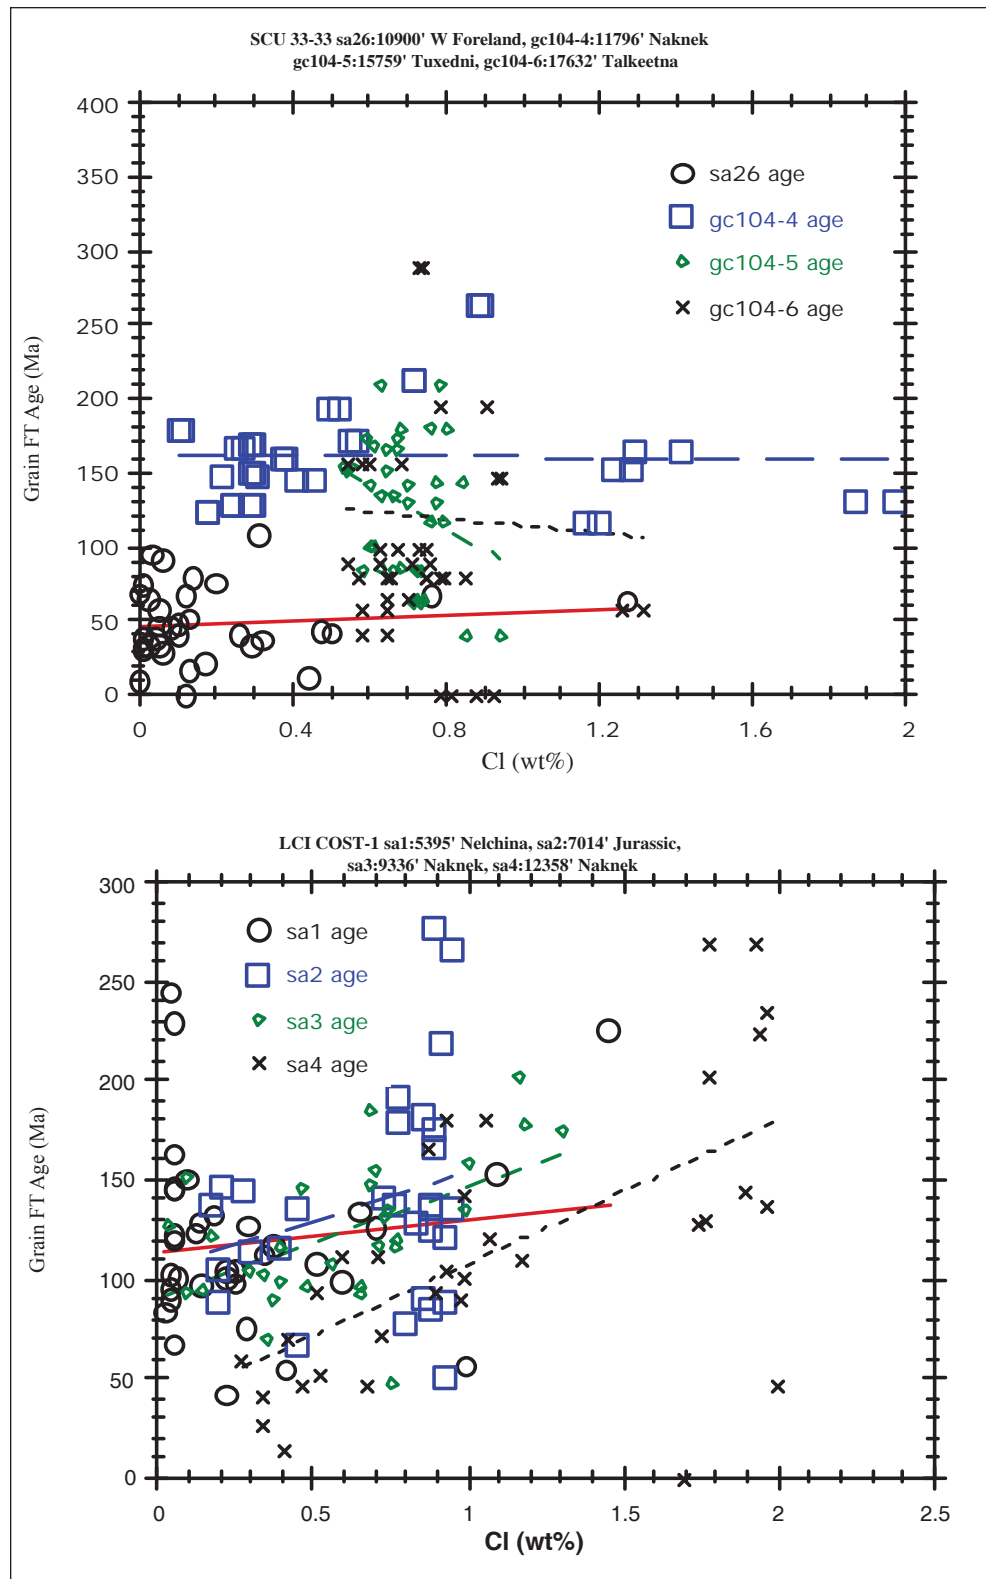 SCU 33-33 sa26:10900' W Foreland, gc104-4:11796' Naknek
gc104-5:15759' Tuxedni, gc104-6:17632' Talkeetna
400
350
300
250
200
150
100
50
0
Grain FT Age (Ma)
sa26 age
gc104-4 age
gc104-5 age
gc104-6 age
0 0.4 0.8 1.2 1.6 2
Cl (wt%)
LCI COST-1 sa1:5395' Nelchina, sa2:7014' Jurassic,
sa3:9336' Naknek, sa4:12358' Naknek
300
250
200
150
100
50
0
Grain FT Age (Ma)
sa1 age
sa2 age
sa3 age
sa4 age
0 0.5 1 1.5 2 2.5
Cl (wt%)